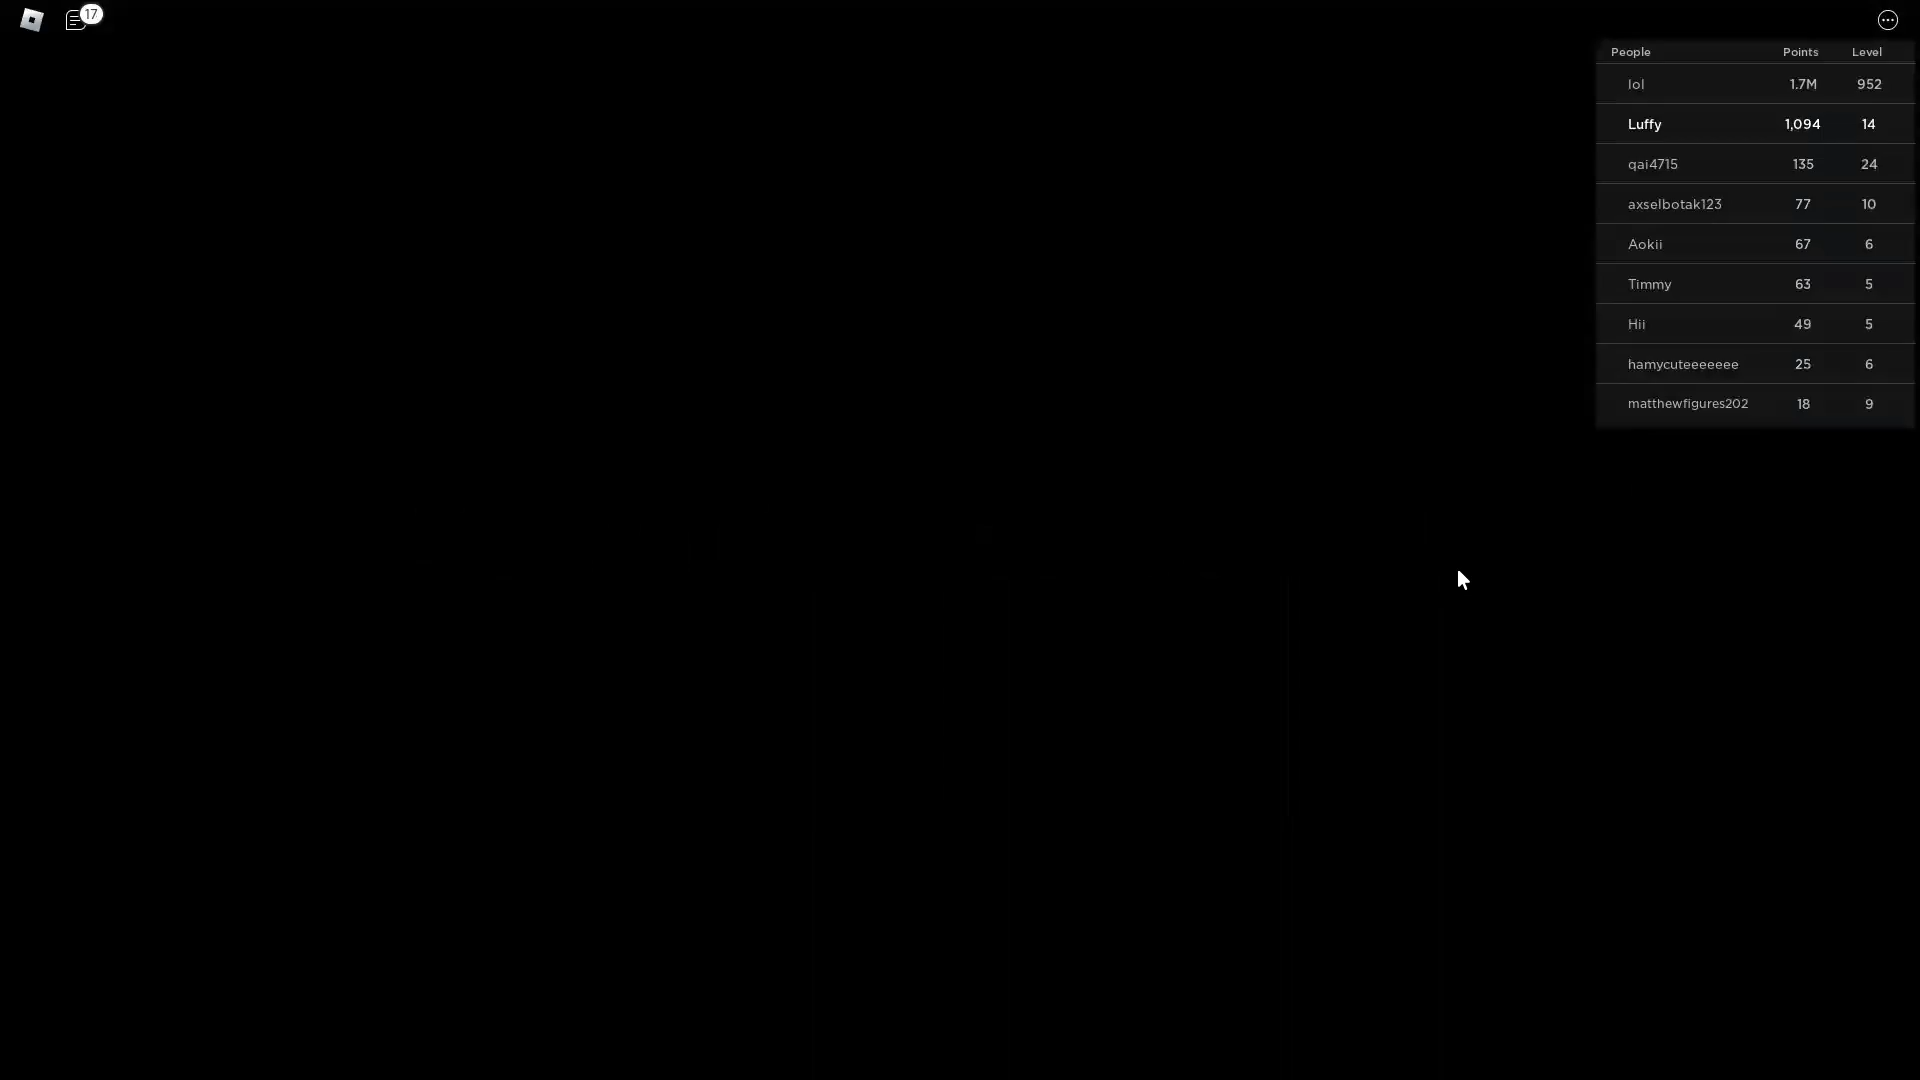 17
People Points Level
lol 1.7M 952
Luffy 1,094 14
qai4715 135 24
axselbotak123 77 10
Aokii 67 6
Timmy 63 5
Hii 49 5
hamycuteeeeeee 25 6
matthewfigures202 18 9